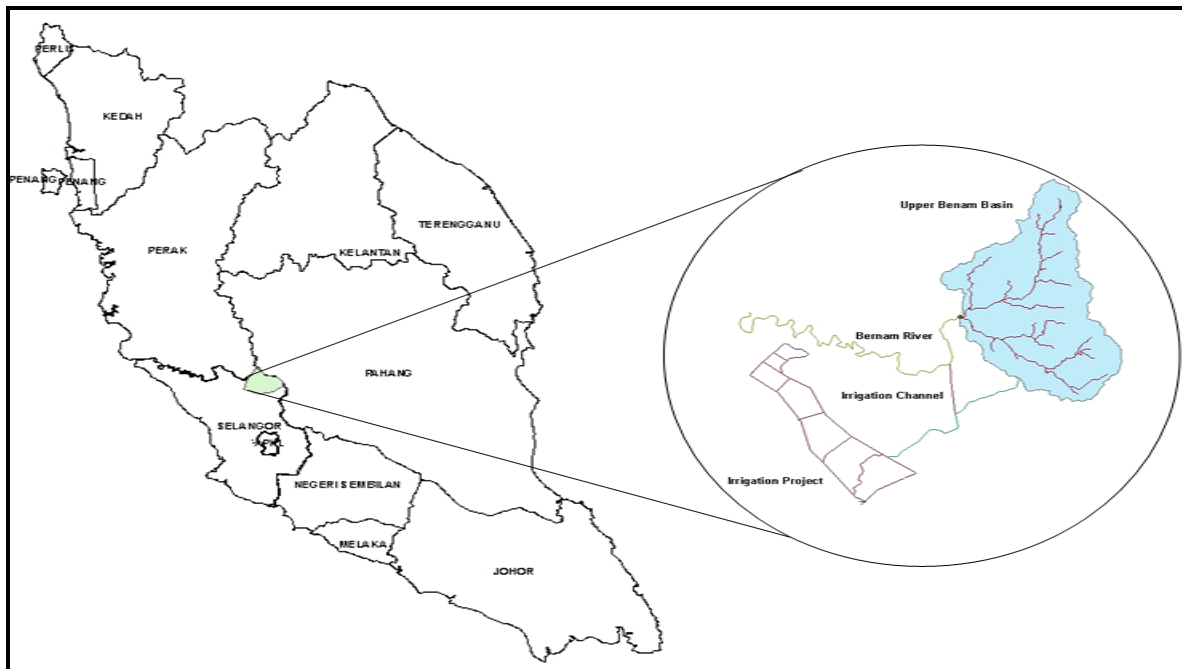 PERLIS
KEDAH
PENANG
PENANG
PERAK
KELANTAN
TERENGGANU
PAHANG
SELANGOR
NEGERI SEMBILAN
MELAKA
JOHOR
Upper Benam Basin
Bernam River
Irrigation Channel
Irrigation Project